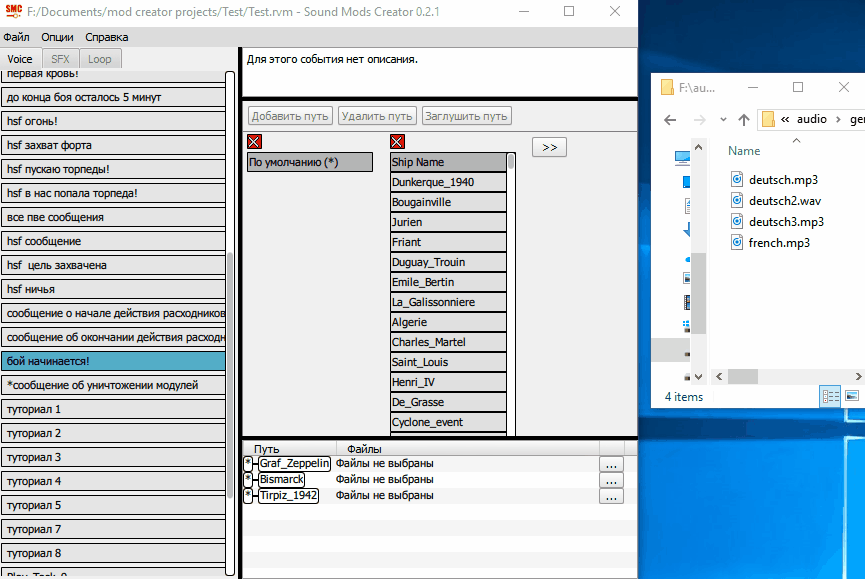 SMC F:/Documents/mod creator projects/Test/Test.rvm - Sound Mods Creator 0.2.1
Файл Опции Справка
Voice SFX Loop
первая кровь!
до конца боя осталось 5 минут
hsf огонь!
hsf захват форта
hsf пускаю торпеды!
hsf в нас попала торпеда!
все пве сообщения
hsf сообщение
hsf цель захвачена
hsf ничья
сообщение о начале действия расходников
сообщение об окончании действия расходн
бой начинается!
*сообщение об уничтожении модулей
туториал 1
туториал 2
туториал 3
туториал 4
туториал 5
туториал 7
туториал 8
Для этого события нет описания.
Добавить путь Удалить путь Заглушить путь
По умолчанию (*)
Ship Name
Dunkerque_1940
Bougainville
Jurien
Friant
Duguay_Trouin
Emile_Bertin
La_Galissonniere
Algerie
Charles_Martel
Saint_Louis
Henri_IV
De_Grasse
Cyclone_event
>>
Путь Файлы
* Graf_Zeppelin Файлы не выбраны ...
* Bismarck Файлы не выбраны ...
* Tirpiz_1942 Файлы не выбраны ...
F:\au...
« audio › ger
Name
deutsch.mp3
deutsch2.wav
deutsch3.mp3
french.mp3
4 items